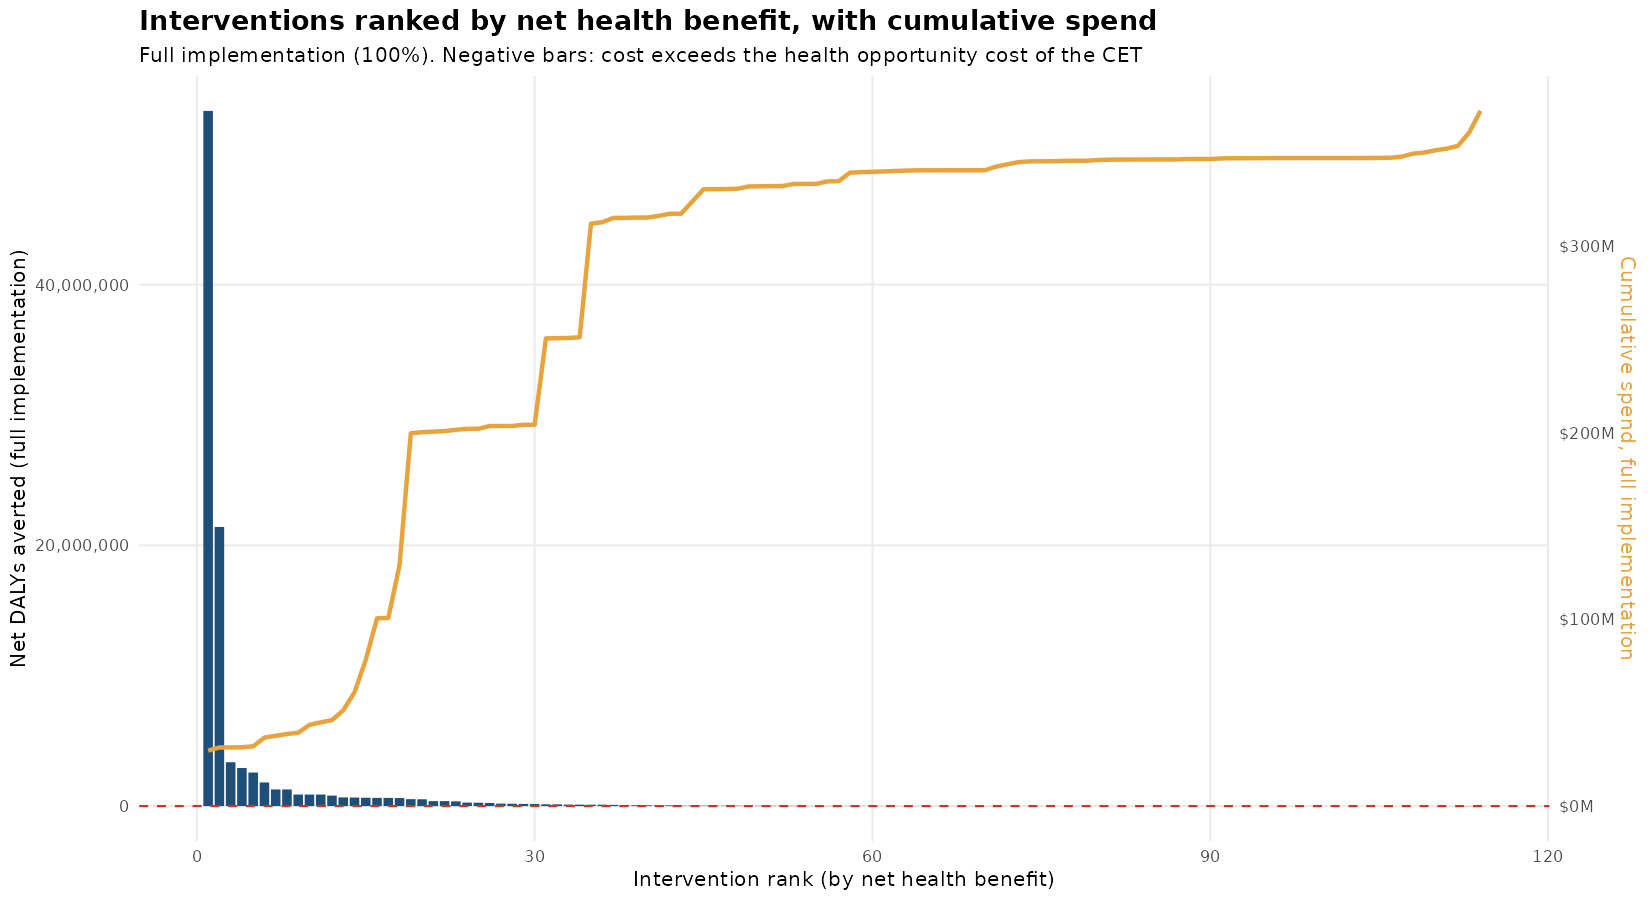 Interventions ranked by net health benefit, with cumulative spend
Full implementation (100%). Negative bars: cost exceeds the health opportunity cost of the CET
Net DALYs averted (full implementation)
40,000,000
20,000,000
0
$300M
$200M
$100M
$0M
Cumulative spend, full implementation
0
30
60
90
120
Intervention rank (by net health benefit)